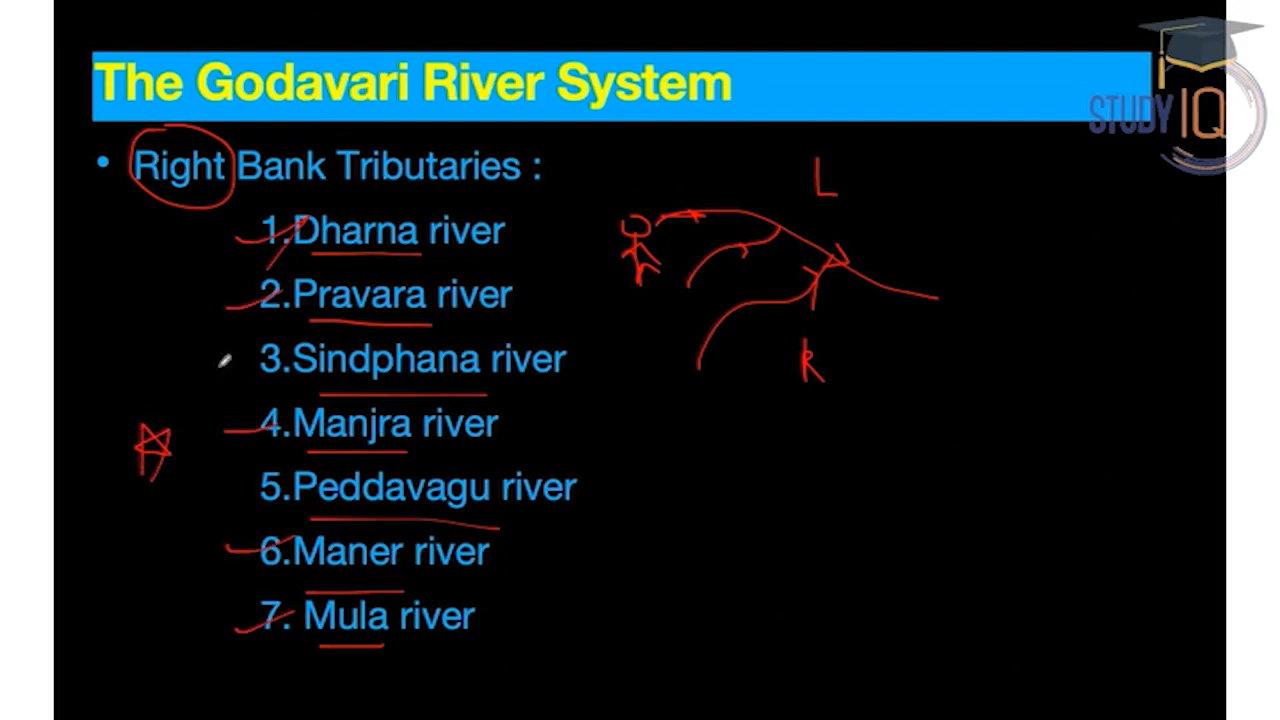 The Godavari River System
STUDY IQ
• Right Bank Tributaries :
L
1.Dharna river
2.Pravara river
3.Sindphana river
R
4.Manjra river
5.Peddavagu river
6.Maner river
7. Mula river